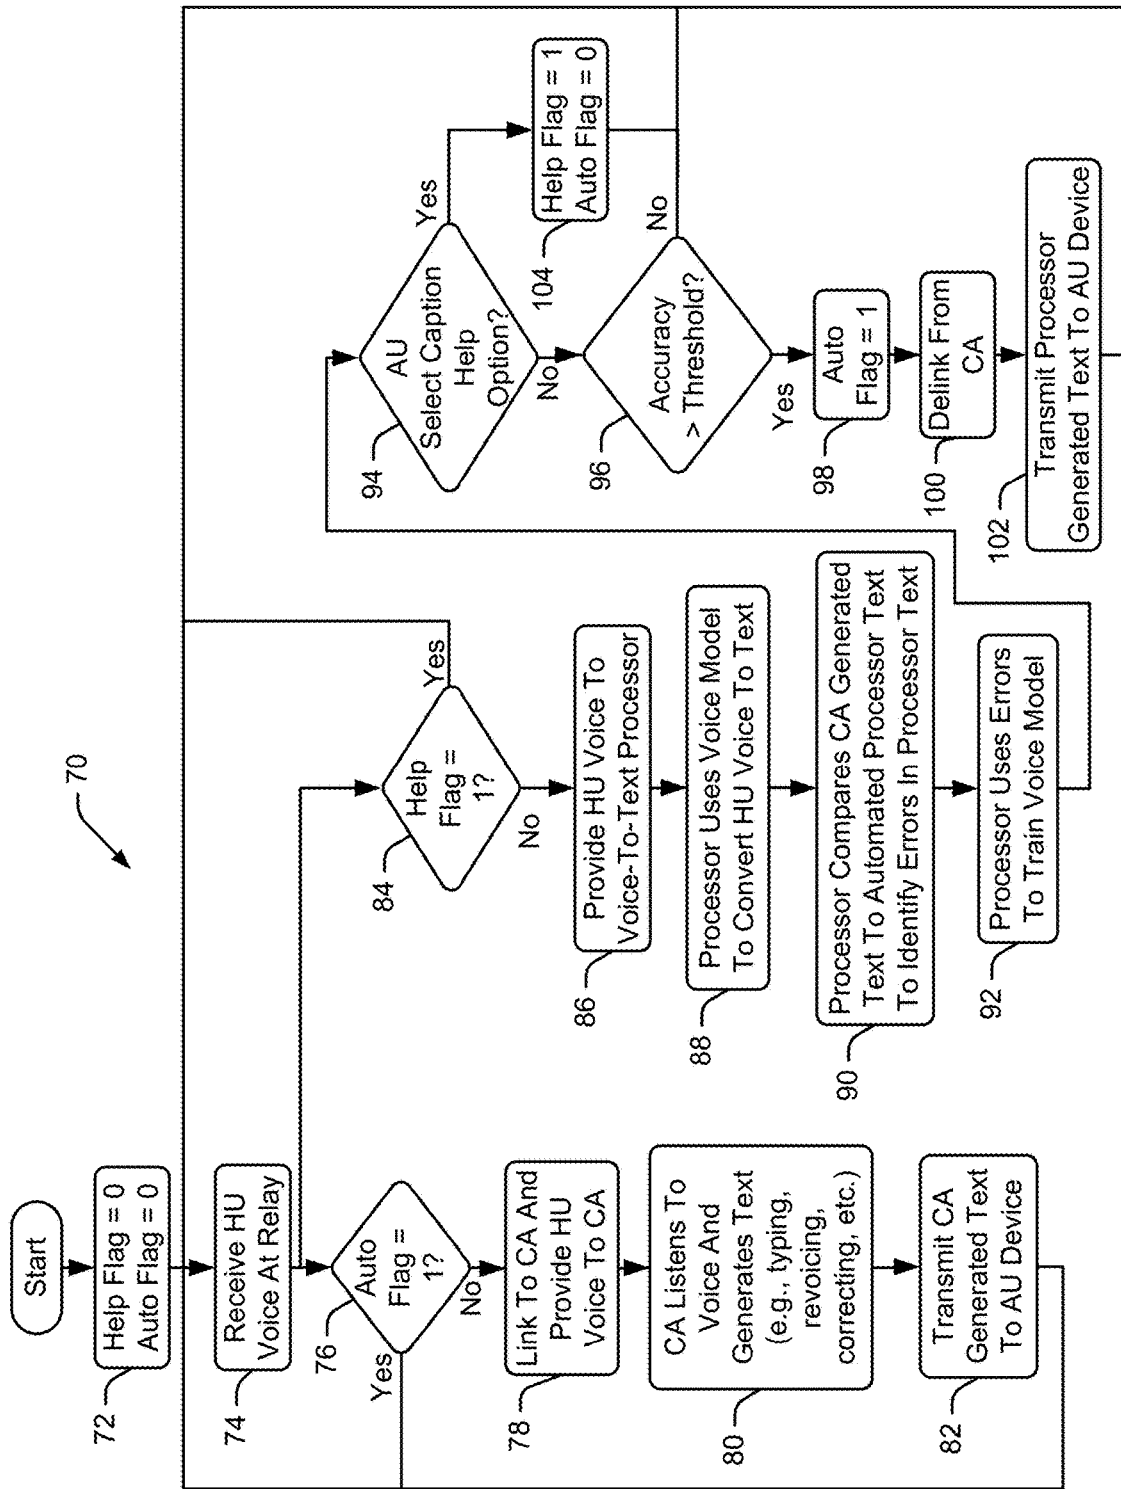 70
Start
72
Help Flag = 0
Auto Flag = 0
74
Receive HU
Voice At Relay
76
Auto
Flag =
1?
Yes
No
78
Link To CA And
Provide HU
Voice To CA
80
CA Listens To
Voice And
Generates Text
(e.g., typing,
revoicing,
correcting, etc.)
82
Transmit CA
Generated Text
To AU Device
84
Help
Flag =
1?
Yes
No
86
Provide HU Voice To
Voice-To-Text Processor
88
Processor Uses Voice Model
To Convert HU Voice To Text
90
Processor Compares CA Generated
Text To Automated Processor Text
To Identify Errors In Processor Text
92
Processor Uses Errors
To Train Voice Model
94
AU
Select Caption
Help
Option?
Yes
No
104
Help Flag = 1
Auto Flag = 0
96
Accuracy
> Threshold?
No
Yes
98
Auto
Flag = 1
100
Delink From
CA
102
Transmit Processor
Generated Text To AU Device